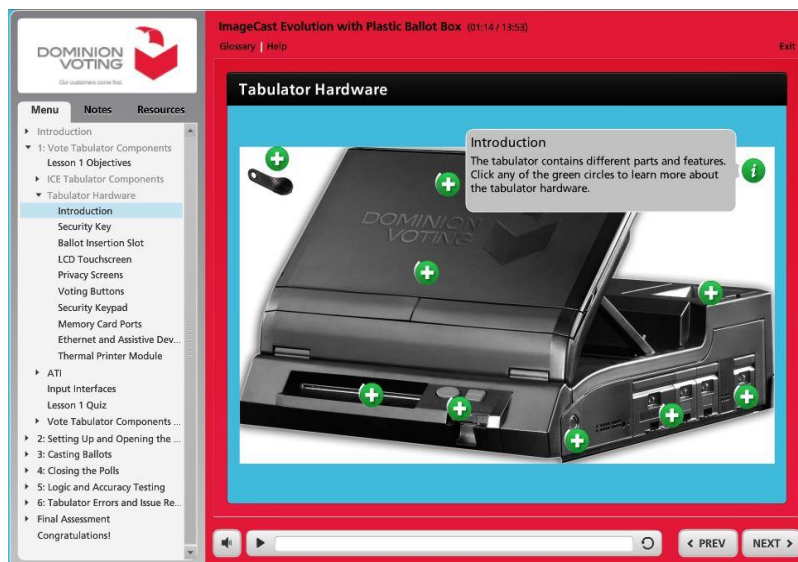 ImageCast Evolution with Plastic Ballot Box (01:14 / 13:53)
Glossary | Help
Exit
DOMINION
VOTING
Our customers come first.
Menu Notes Resources
Introduction
1: Vote Tabulator Components
Lesson 1 Objectives
ICE Tabulator Components
Tabulator Hardware
Introduction
Security Key
Ballot Insertion Slot
LCD Touchscreen
Privacy Screens
Voting Buttons
Security Keypad
Memory Card Ports
Ethernet and Assistive Dev...
Thermal Printer Module
ATI
Input Interfaces
Lesson 1 Quiz
Vote Tabulator Components ...
2: Setting Up and Opening the ...
3: Casting Ballots
4: Closing the Polls
5: Logic and Accuracy Testing
6: Tabulator Errors and Issue Re...
Final Assessment
Congratulations!
Tabulator Hardware
Introduction
The tabulator contains different parts and features.
Click any of the green circles to learn more about
the tabulator hardware.
i
DOMINION
VOTING
< PREV
NEXT >